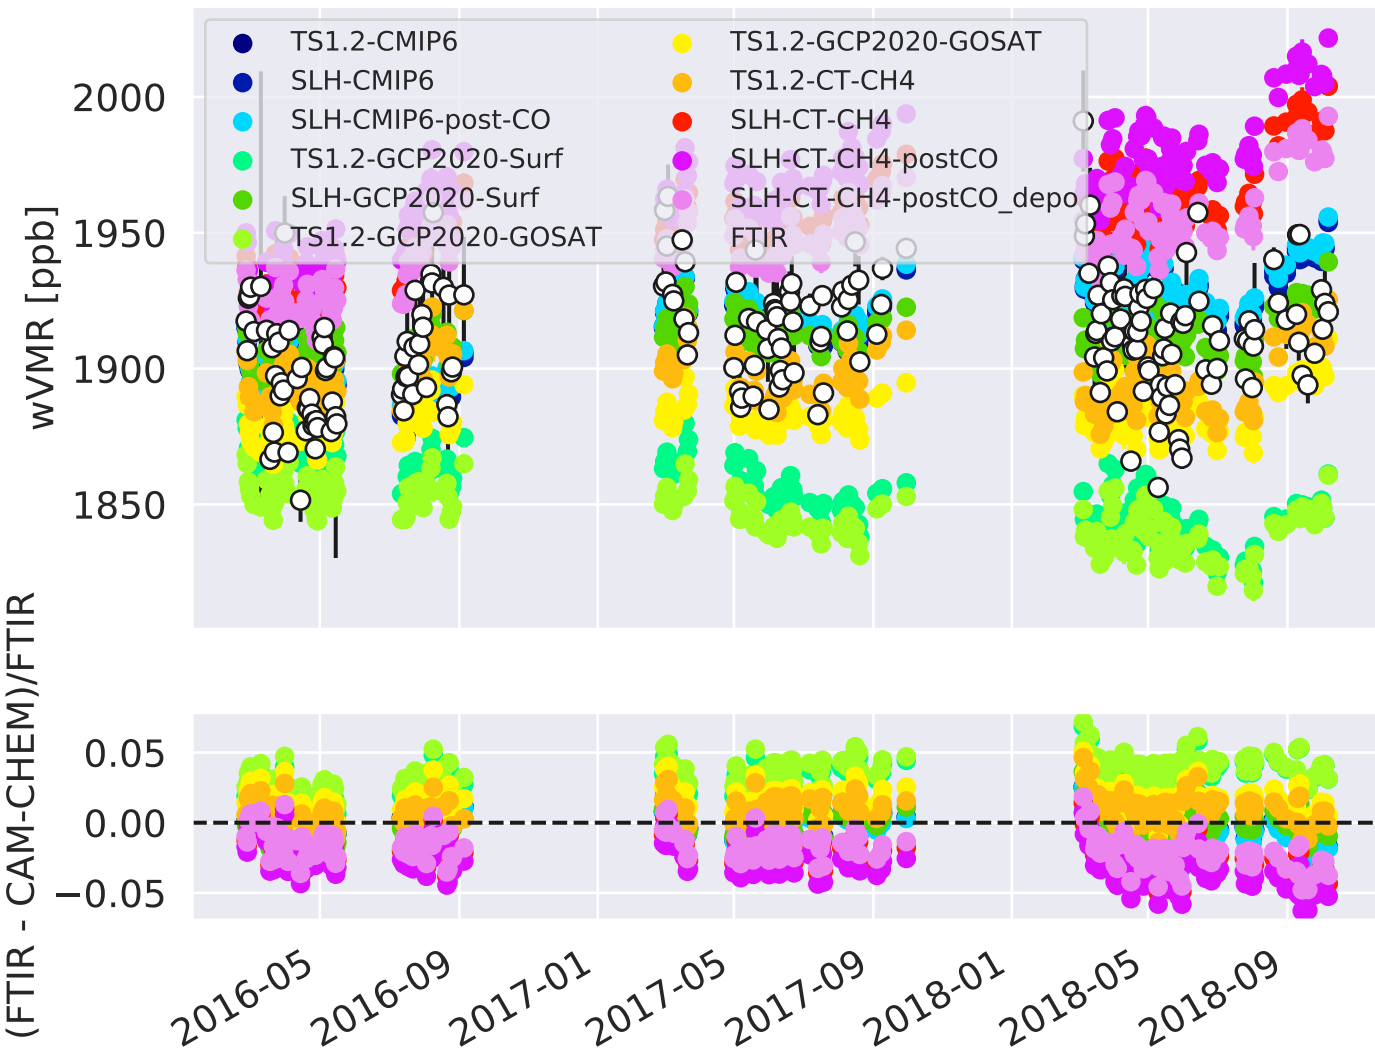 2000
1950
1900
1850
wVMR [ppb]
TS1.2-CMIP6
SLH-CMIP6
SLH-CMIP6-post-CO
TS1.2-GCP2020-Surf
SLH-GCP2020-Surf
TS1.2-GCP2020-GOSAT
TS1.2-GCP2020-GOSAT
TS1.2-CT-CH4
SLH-CT-CH4
SLH-CT-CH4-postCO
SLH-CT-CH4-postCO_depo
FTIR
0.05
0.00
−0.05
(FTIR - CAM-CHEM)/FTIR
2016-05
2016-09
2017-01
2017-05
2017-09
2018-01
2018-05
2018-09